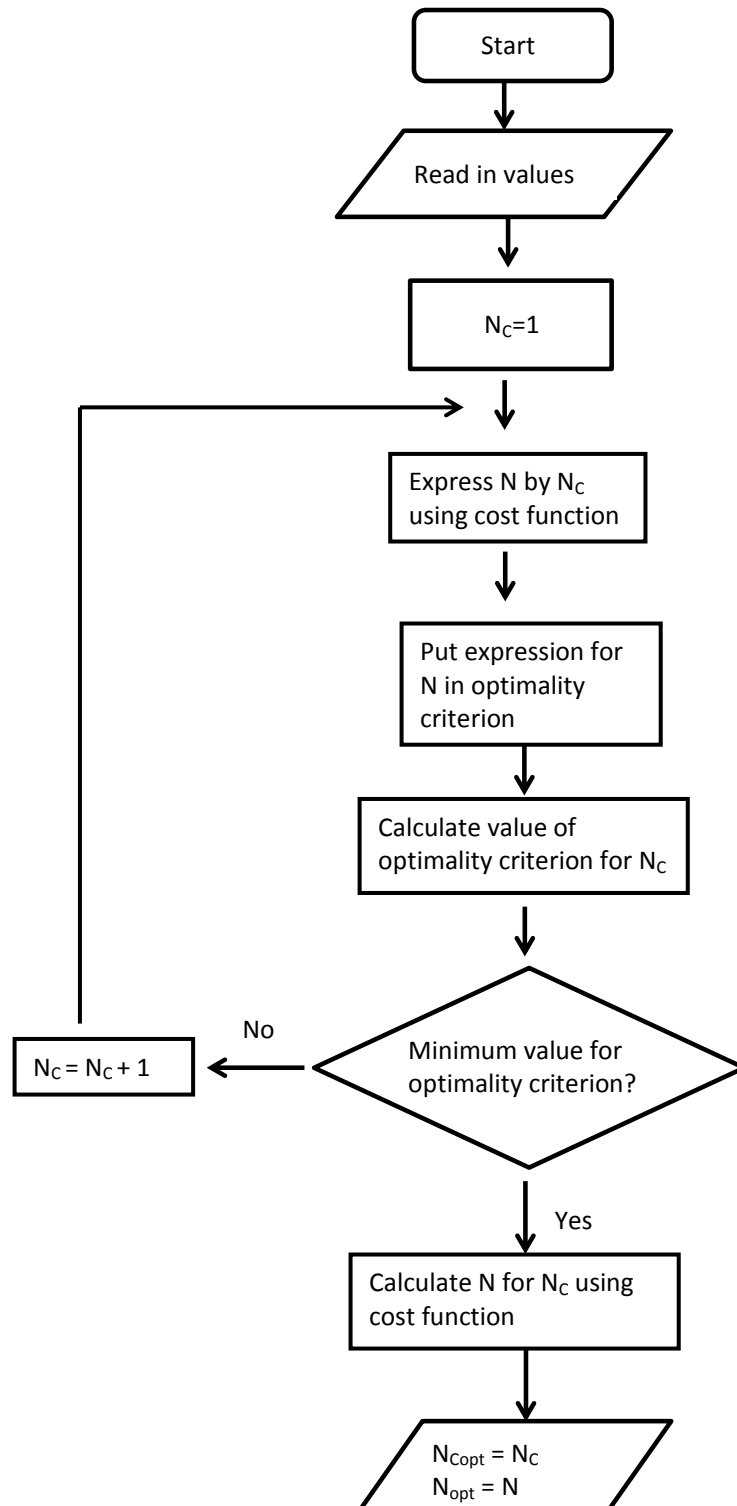 Start
Read in values
N_C=1
Express N by N_C
using cost function
Put expression for
N in optimality
criterion
Calculate value of
optimality criterion for N_C
Minimum value for
optimality criterion?
No
N_C = N_C + 1
Yes
Calculate N for N_C using
cost function
N_Copt = N_C
N_opt = N